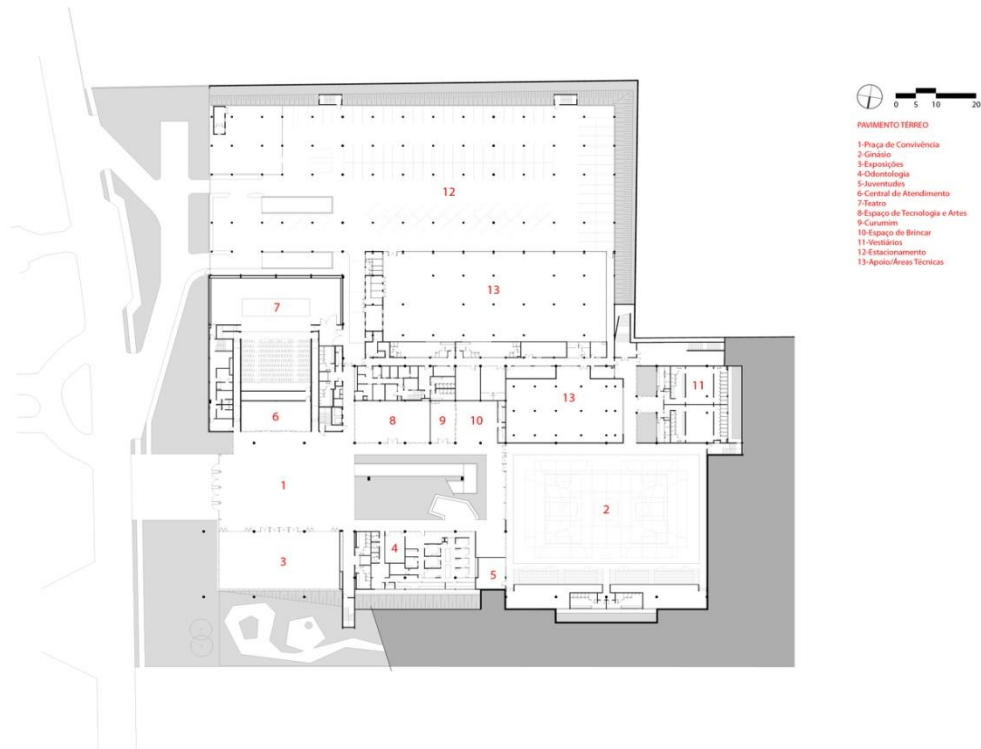 0 5 10 20
PAVIMENTO TÉRREO
1-Praça de Convivência
2-Ginásio
3-Exposições
4-Odontologia
5-Juventudes
6-Central de Atendimento
7-Teatro
8-Espaço de Tecnologia e Artes
9-Curumim
10-Espaço de Brincar
11-Vestiários
12-Estacionamento
13-Apoio/Áreas Técnicas
12
13
7
11
13
6
8
9
10
1
2
4
3
5